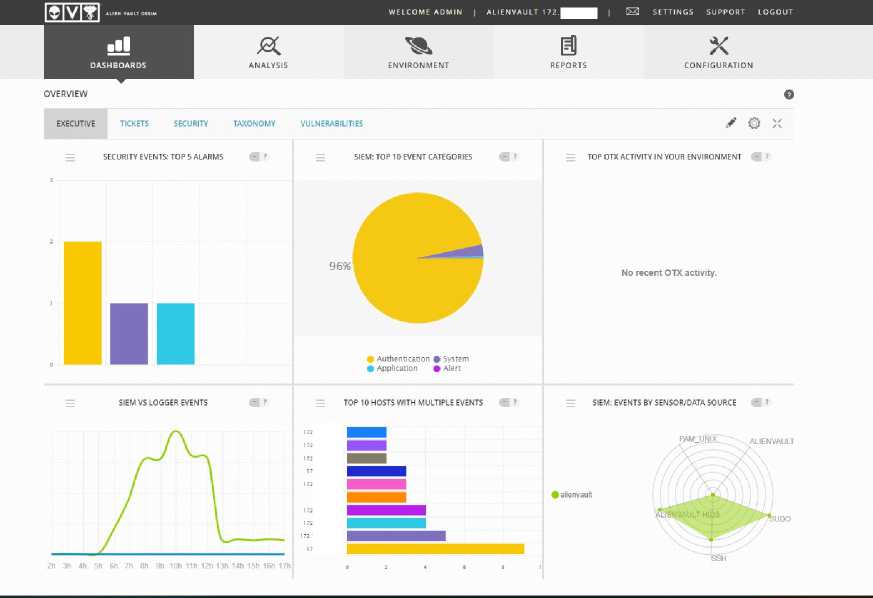 ALIEN VAULT OSSIM
WELCOME ADMIN | ALIENVAULT 172. | SETTINGS SUPPORT LOGOUT
DASHBOARDS ANALYSIS ENVIRONMENT REPORTS CONFIGURATION
OVERVIEW ?
EXECUTIVE TICKETS SECURITY TAXONOMY VULNERABILITIES
SECURITY EVENTS: TOP 5 ALARMS ?
3
2
1
0
SIEM: TOP 10 EVENT CATEGORIES ?
96%
Authentication System
Application Alert
TOP OTX ACTIVITY IN YOUR ENVIRONMENT ?
No recent OTX activity.
SIEM VS LOGGER EVENTS ?
2h 3h 4h 5h 6h 7h 8h 9h 10h 11h 12h 13h 14h 15h 16h 17h
TOP 10 HOSTS WITH MULTIPLE EVENTS ?
172
172
172
172
172
172
172
0 2 4 6 8
SIEM: EVENTS BY SENSOR/DATA SOURCE ?
alienvault
PAM_UNIX
ALIENVAULT
ALIENVAULT HIDS
SUDO
SSH